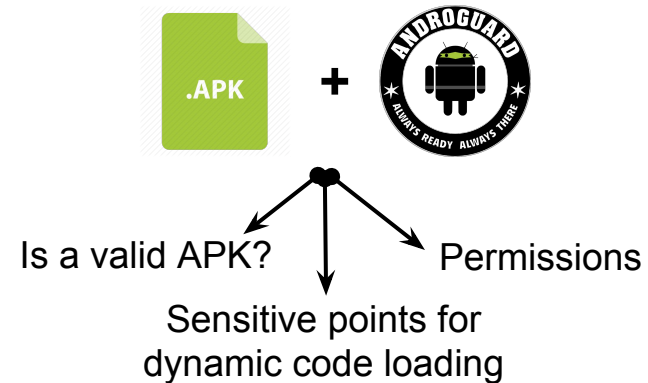 .APK
+
ANDROGUARD
ALWAYS READY ALWAYS THERE
Is a valid APK?
Permissions
Sensitive points for
dynamic code loading